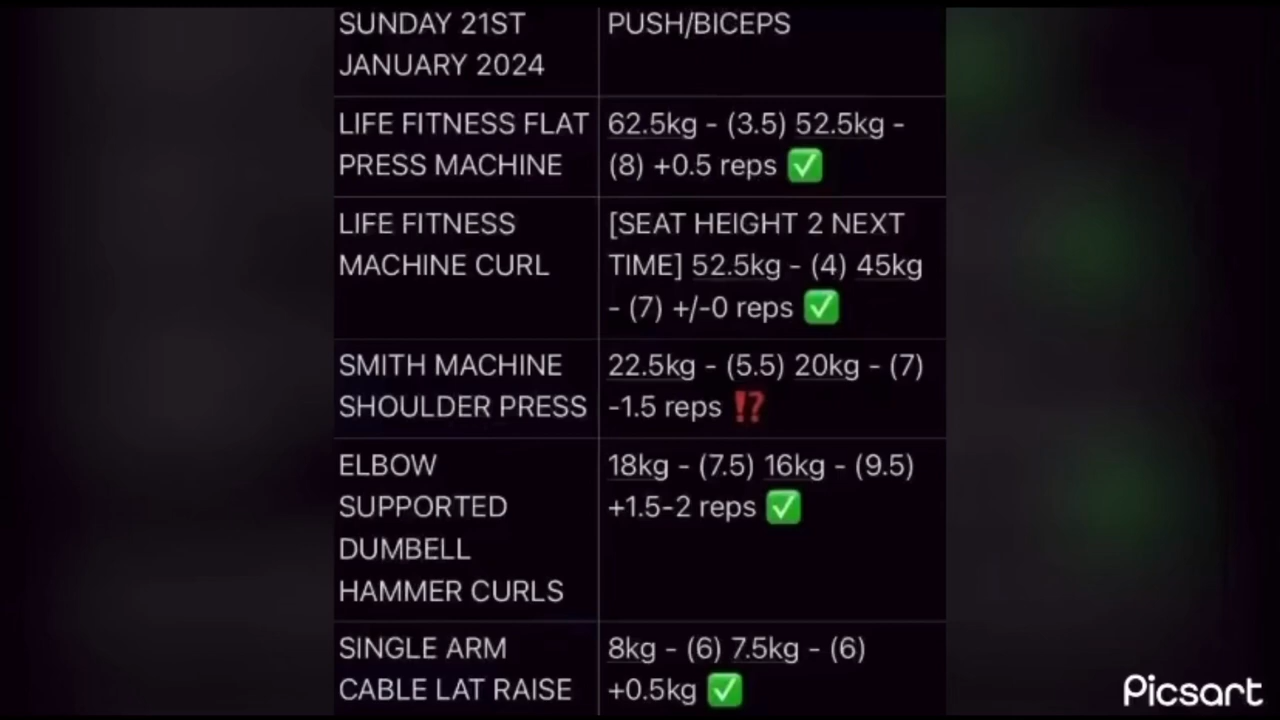 SUNDAY 21ST
JANUARY 2024
PUSH/BICEPS
LIFE FITNESS FLAT
PRESS MACHINE
62.5kg - (3.5) 52.5kg -
(8) +0.5 reps ✅
LIFE FITNESS
MACHINE CURL
[SEAT HEIGHT 2 NEXT
TIME] 52.5kg - (4) 45kg
- (7) +/-0 reps ✅
SMITH MACHINE
SHOULDER PRESS
22.5kg - (5.5) 20kg - (7)
-1.5 reps ⁉️
ELBOW
SUPPORTED
DUMBELL
HAMMER CURLS
18kg - (7.5) 16kg - (9.5)
+1.5-2 reps ✅
SINGLE ARM
CABLE LAT RAISE
8kg - (6) 7.5kg - (6)
+0.5kg ✅
Picsart